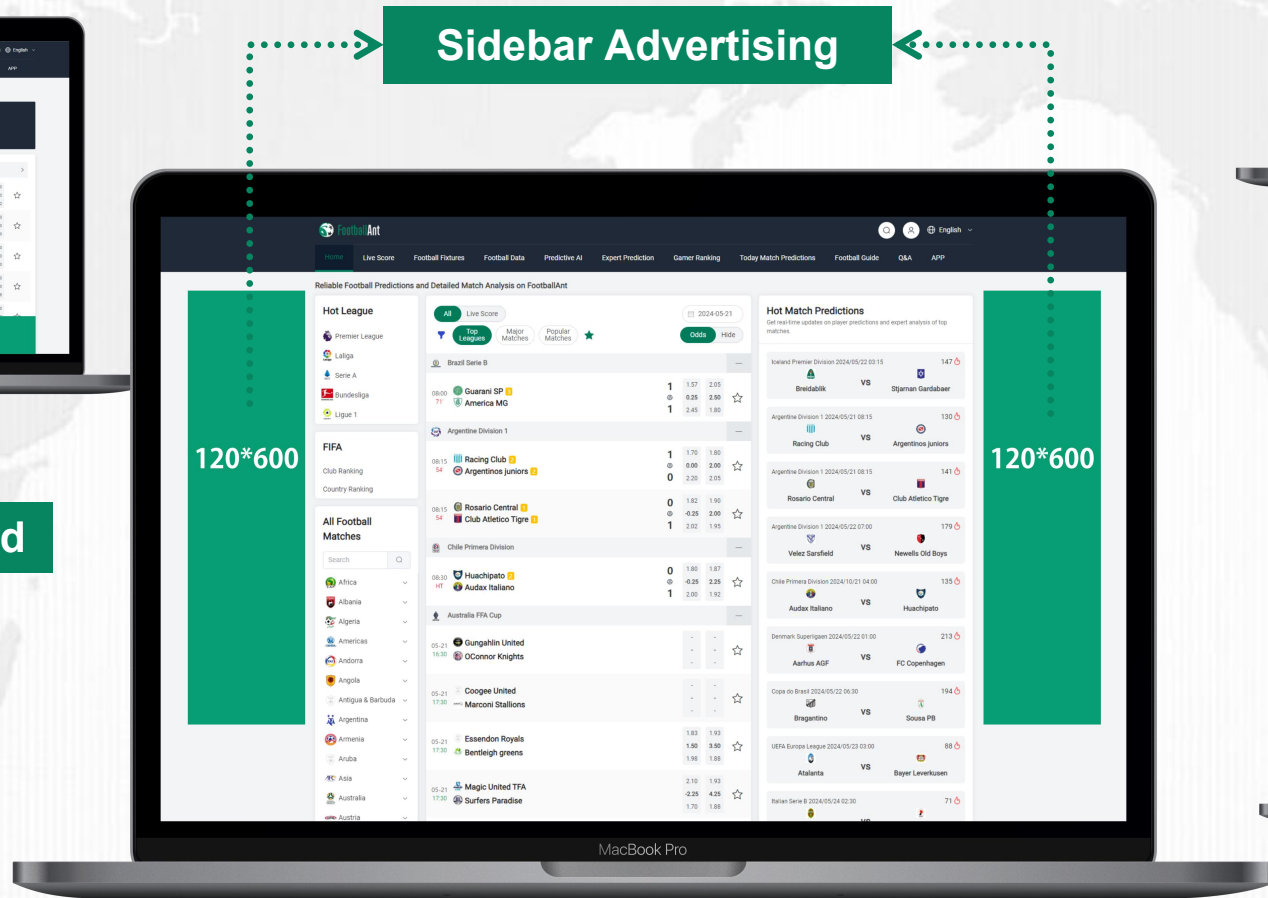 Sidebar Advertising
English
APP
d
FootballAnt
English
Home Live Score Football Fixtures Football Data Predictive AI Expert Prediction Gamer Ranking Today Match Predictions Football Guide Q&A APP
Reliable Football Predictions and Detailed Match Analysis on FootballAnt
120*600
Hot League
Premier League
Laliga
Serie A
Bundesliga
Ligue 1
FIFA
Club Ranking
Country Ranking
All Football
Matches
Search
Africa
Albania
Algeria
Americas
Andorra
Angola
Antigua & Barbuda
Argentina
Armenia
Aruba
Asia
Australia
Austria
All Live Score
2024-05-21
Top Leagues Major Matches Popular Matches
Odds Hide
Brazil Serie B
08:00 Guarani SP 1 1.57 2.05
0.25 2.50
71' America MG 1 2.45 1.80
Argentine Division 1
08:15 Racing Club 2 1 1.70 1.80
0.00 2.00
54' Argentinos juniors 2 0 2.20 2.05
08:15 Rosario Central 0 1.82 1.90
-0.25 2.00
54' Club Atletico Tigre 1 2.02 1.95
Chile Primera Division
08:30 Huachipato 2 0 1.80 1.87
-0.25 2.25
HT Audax Italiano 1 2.00 1.92
Australia FFA Cup
05-21 Gungahlin United - -
- -
16:30 OConnor Knights - -
05-21 Coogee United - -
- -
17:30 Marconi Stallions - -
05-21 Essendon Royals 1.83 1.93
1.50 3.50
17:30 Bentleigh greens 1.98 1.88
05-21 Magic United TFA 2.10 1.93
-2.25 4.25
17:30 Surfers Paradise 1.70 1.88
Hot Match Predictions
Get real-time updates on player predictions and expert analysis of top
matches.
Iceland Premier Division 2024/05/22 03:15 147
Breidablik VS Stjarnan Gardabaer
Argentine Division 1 2024/05/21 08:15 130
Racing Club VS Argentinos juniors
Argentine Division 1 2024/05/21 08:15 141
Rosario Central VS Club Atletico Tigre
Argentine Division 1 2024/05/22 07:00 179
Velez Sarsfield VS Newells Old Boys
Chile Primera Division 2024/10/21 04:00 135
Audax Italiano VS Huachipato
Denmark Superligaen 2024/05/22 01:00 213
Aarhus AGF VS FC Copenhagen
Copa do Brasil 2024/05/22 06:30 194
Bragantino VS Sousa PB
UEFA Europa League 2024/05/23 03:00 88
Atalanta VS Bayer Leverkusen
Italian Serie B 2024/05/24 02:30 71
120*600
MacBook Pro